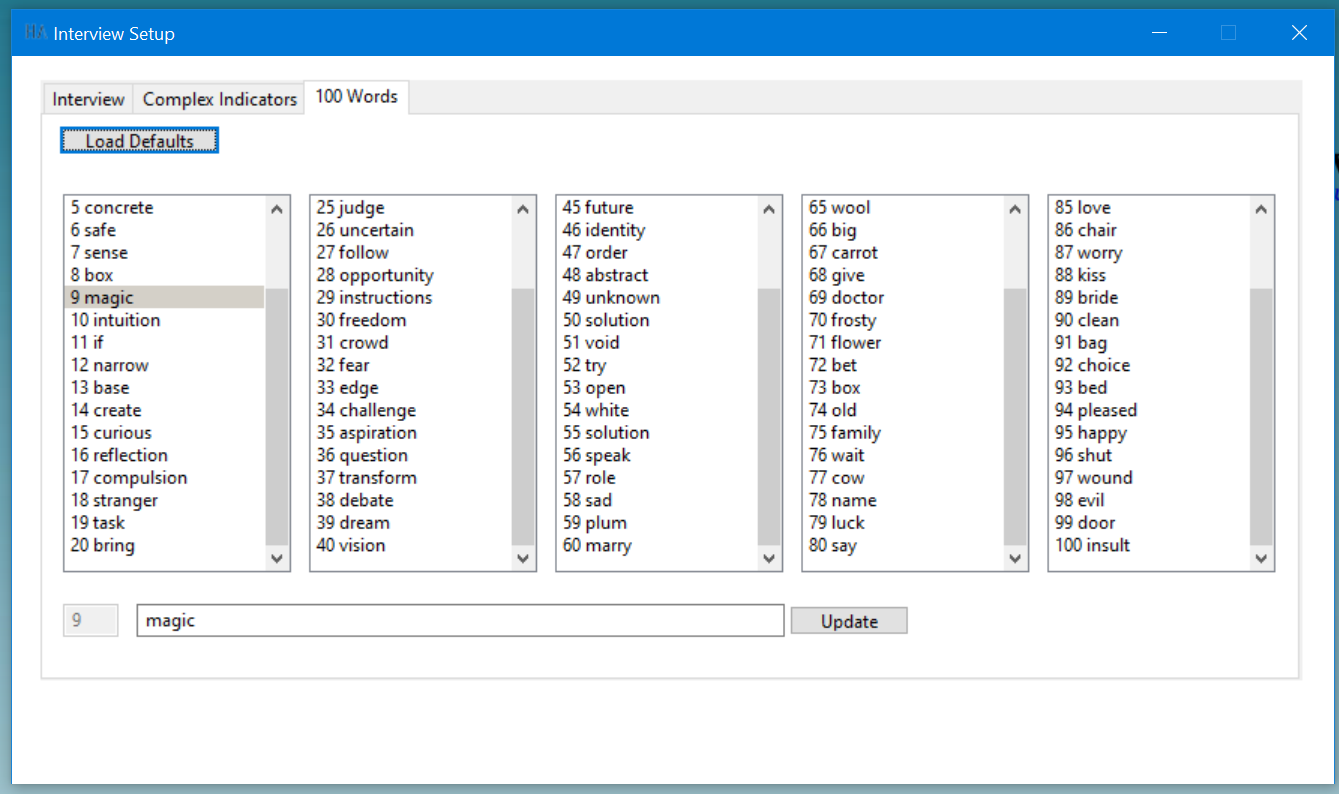 HA Interview Setup
Interview Complex Indicators 100 Words
Load Defaults
5 concrete
6 safe
7 sense
8 box
9 magic
10 intuition
11 if
12 narrow
13 base
14 create
15 curious
16 reflection
17 compulsion
18 stranger
19 task
20 bring
25 judge
26 uncertain
27 follow
28 opportunity
29 instructions
30 freedom
31 crowd
32 fear
33 edge
34 challenge
35 aspiration
36 question
37 transform
38 debate
39 dream
40 vision
45 future
46 identity
47 order
48 abstract
49 unknown
50 solution
51 void
52 try
53 open
54 white
55 solution
56 speak
57 role
58 sad
59 plum
60 marry
65 wool
66 big
67 carrot
68 give
69 doctor
70 frosty
71 flower
72 bet
73 box
74 old
75 family
76 wait
77 cow
78 name
79 luck
80 say
85 love
86 chair
87 worry
88 kiss
89 bride
90 clean
91 bag
92 choice
93 bed
94 pleased
95 happy
96 shut
97 wound
98 evil
99 door
100 insult
9 magic Update